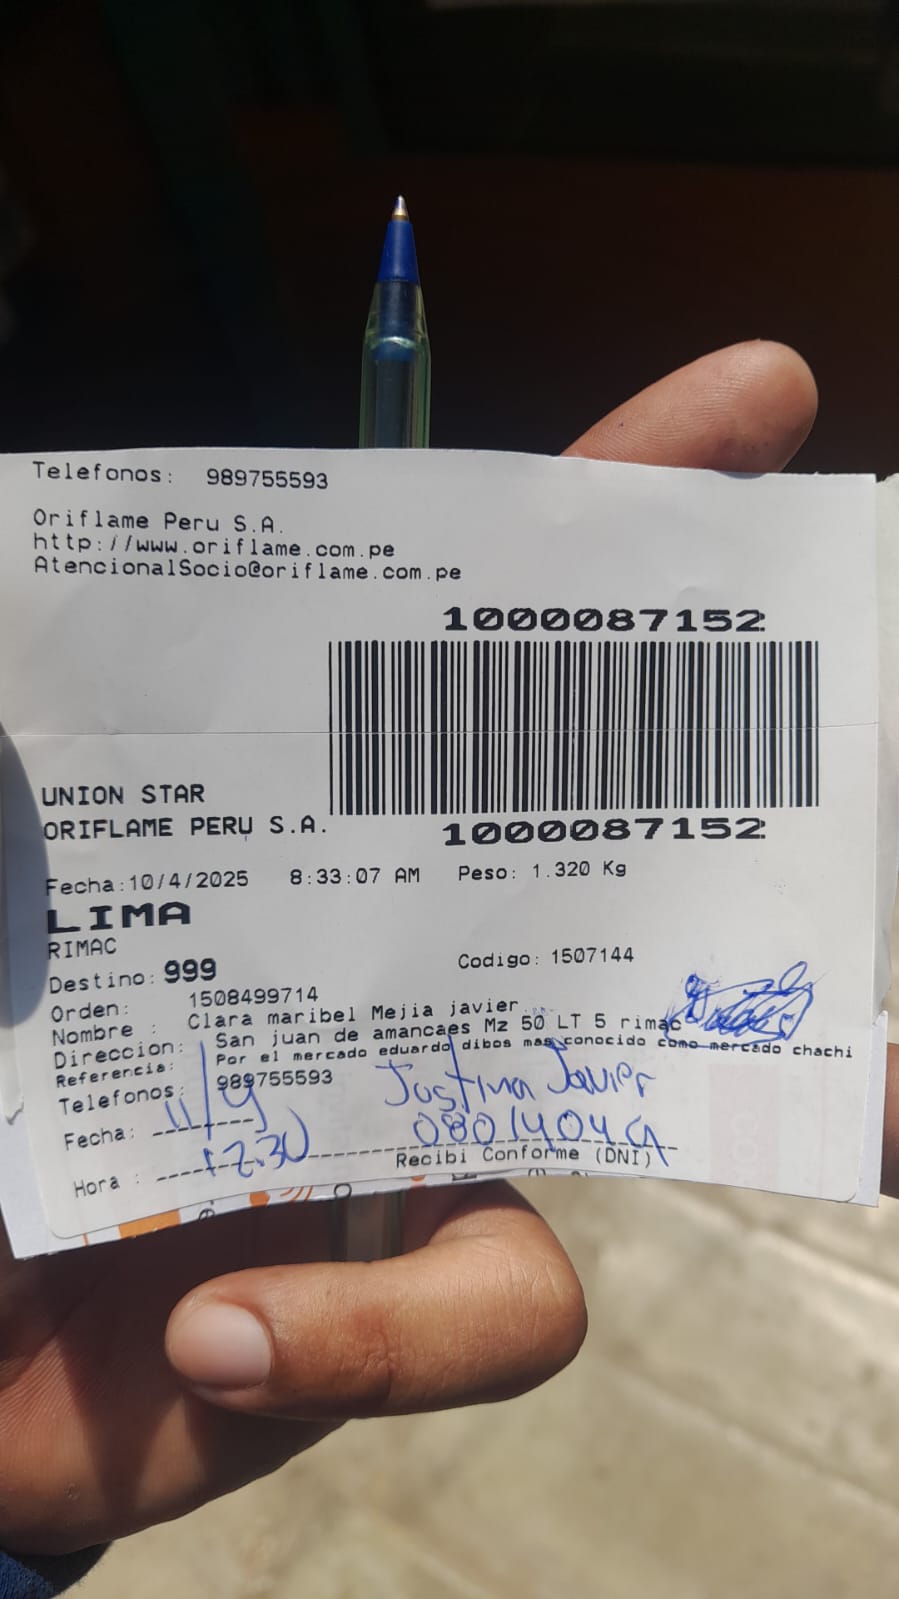 Telefonos: 989755593
Oriflame Peru S.A.
http://www.oriflame.com.pe
AtencionalSocio@oriflame.com.pe
1000087152
UNION STAR
ORIFLAME PERU S.A.
1000087152
Fecha:10/4/2025 8:33:07 AM Peso: 1.320 Kg
LIMA
RIMAC
Destino: 999 Codigo: 1507144
Orden: 1508499714
Nombre : Clara maribel Mejia javier
Direccion: San juan de amancaes Mz 50 LT 5 rimac
Referencia: Por el mercado eduardo dibos mas conocido como mercado chachi
Telefonos: 989755593
Justina Javier
Fecha: 11/4
0801404
Hora : 12:30
Recibi Conforme (DNI)